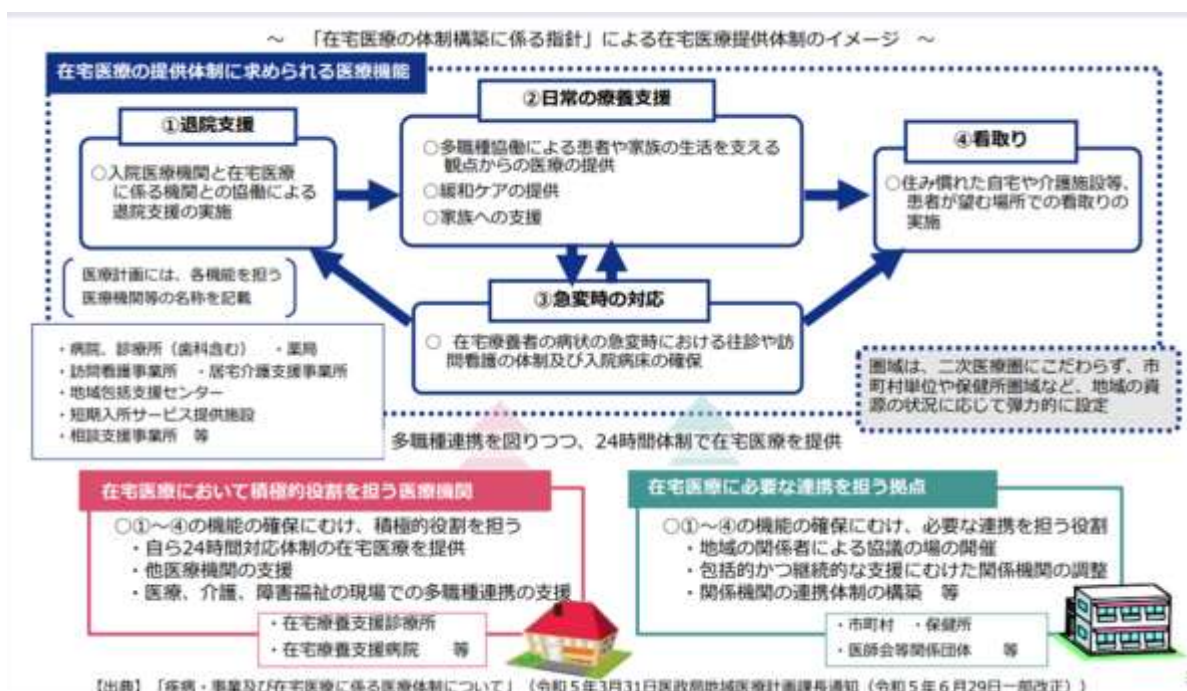 ～ 「在宅医療の体制構築に係る指針」による在宅医療提供体制のイメージ ～
在宅医療の提供体制に求められる医療機能
①退院支援
○入院医療機関と在宅医療
に係る機関との協働による
退院支援の実施
②日常の療養支援
○多職種協働による患者や家族の生活を支える
観点からの医療の提供
○緩和ケアの提供
○家族への支援
④看取り
○住み慣れた自宅や介護施設等、
患者が望む場所での看取りの
実施
医療計画には、各機能を担う
医療機関等の名称を記載
③急変時の対応
○ 在宅療養者の病状の急変時における往診や訪
問看護の体制及び入院病床の確保
・病院、診療所（歯科含む） ・薬局
・訪問看護事業所 ・居宅介護支援事業所
・地域包括支援センター
・短期入所サービス提供施設
・相談支援事業所 等
圏域は、二次医療圏にこだわらず、市
町村単位や保健所圏域など、地域の資
源の状況に応じて弾力的に設定
多職種連携を図りつつ、24時間体制で在宅医療を提供
在宅医療において積極的役割を担う医療機関
○①～④の機能の確保にむけ、積極的役割を担う
・自ら24時間対応体制の在宅医療を提供
・他医療機関の支援
・医療、介護、障害福祉の現場での多職種連携の支援
・在宅療養支援診療所
・在宅療養支援病院 等
在宅医療に必要な連携を担う拠点
○①～④の機能の確保にむけ、必要な連携を担う役割
・地域の関係者による協議の場の開催
・包括的かつ継続的な支援にむけた関係機関の調整
・関係機関の連携体制の構築 等
・市町村 ・保健所
・医師会等関係団体 等
【出典】「疾病・事業及び在宅医療に係る医療体制について」（令和５年3月31日医政局地域医療計画課長通知（令和５年６月29日一部改正））